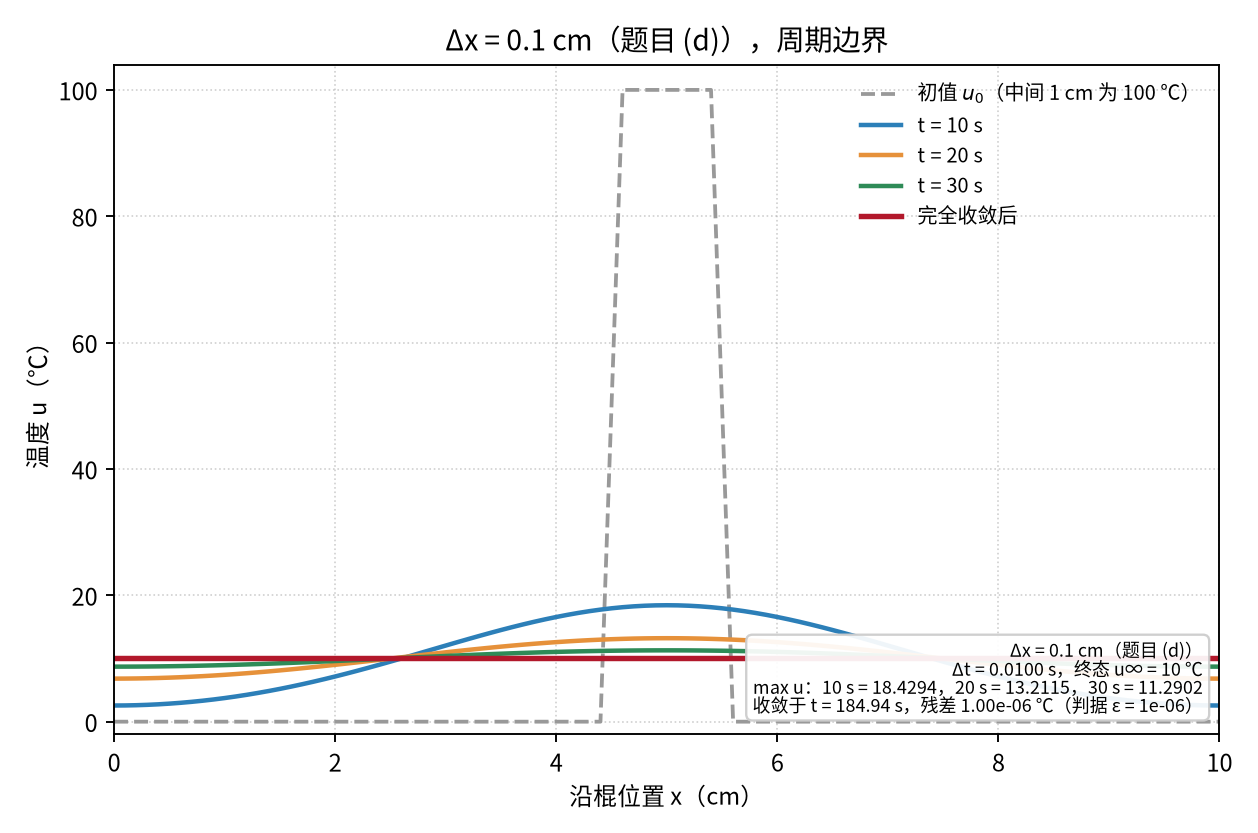 Δx = 0.1 cm（题目 (d)），周期边界
初值 u₀（中间 1 cm 为 100 °C）
t = 10 s
t = 20 s
t = 30 s
完全收敛后
100
80
60
40
20
0
温度 u（°C）
Δx = 0.1 cm（题目 (d)）
Δt = 0.0100 s，终态 u∞ = 10 °C
max u：10 s = 18.4294，20 s = 13.2115，30 s = 11.2902
收敛于 t = 184.94 s，残差 1.00e-06 °C（判据 ε = 1e-06）
0 2 4 6 8 10
沿棍位置 x（cm）